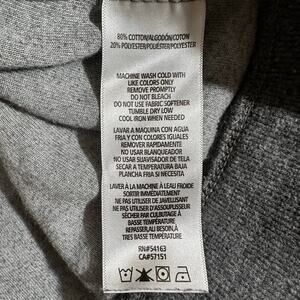 80% COTTON/ALGODÓN/COTON
20% POLYESTER/POLIÉSTER/POLYESTER
MACHINE WASH COLD WITH
LIKE COLORS ONLY
REMOVE PROMPTLY
DO NOT BLEACH
DO NOT USE FABRIC SOFTENER
TUMBLE DRY LOW
COOL IRON WHEN NEEDED
LAVAR A MÁQUINA CON AGUA
FRIA Y CON COLORES IGUALES
REMOVER RAPIDAMENTE
NO USAR BLANQUEADOR
NO USAR SUAVISADOR DE TELA
SECAR A TEMPERATURA BAJA
PLANCHA FRIA SI NECESITA
LAVER À LA MACHINE À L'EAU FROIDE
SORTIR IMMÉDIATEMENT
NE PAS UTILISER DE JAVELLISANT
NE PAS UTILISER D'ASSOUPLISSEUR
SÉCHER PAR CULBUTAGE À
BASSE TEMPÉRATURE
REPASSER,AU BESOIN,À
TRES BASSE TEMPÉRATURE
RN#54163
CA#57151